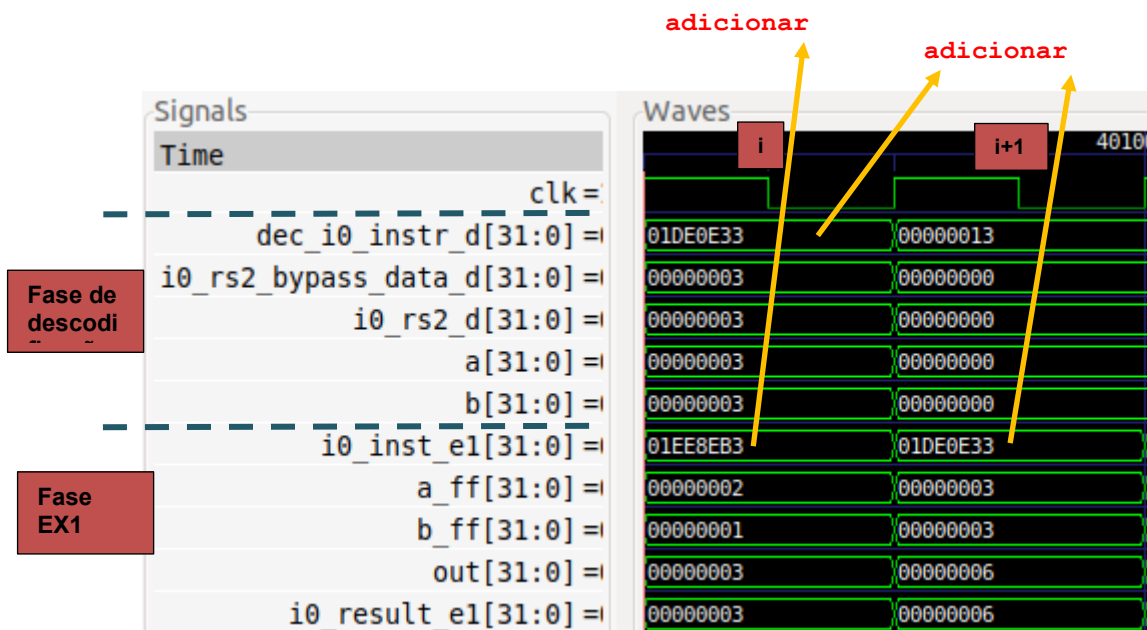 adicionar
adicionar
Signals
Waves
Time
i
i+1
4010
clk=
dec_i0_instr_d[31:0]=
01DE0E33
00000013
i0_rs2_bypass_data_d[31:0]=
00000003
00000000
i0_rs2_d[31:0]=
00000003
00000000
a[31:0]=
00000003
00000000
b[31:0]=
00000003
00000000
Fase de
descodi
i0_inst_e1[31:0]=
01EE8EB3
01DE0E33
a_ff[31:0]=
00000002
00000003
b_ff[31:0]=
00000001
00000003
Fase
EX1
out[31:0]=
00000003
00000006
i0_result_e1[31:0]=
00000003
00000006